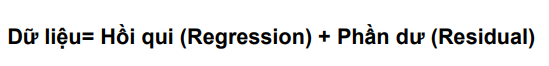 Dữ liệu= Hồi qui (Regression) + Phần dư (Residual)